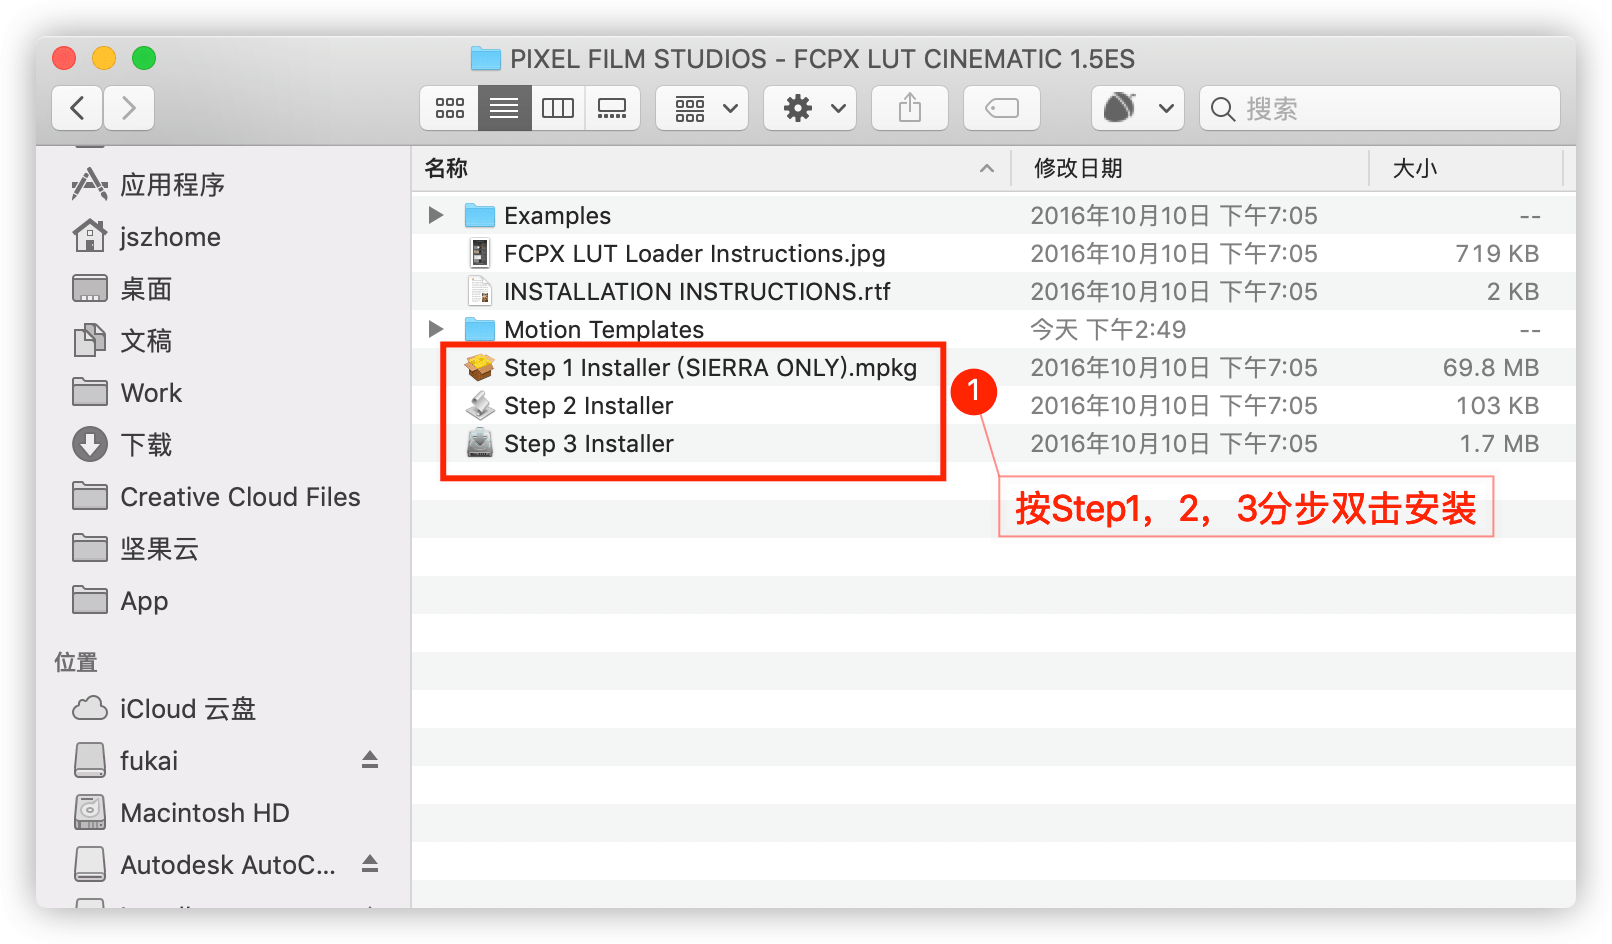 PIXEL FILM STUDIOS - FCPX LUT CINEMATIC 1.5ES
搜索
应用程序
jszhome
桌面
文稿
Work
下载
Creative Cloud Files
坚果云
App
位置
iCloud 云盘
fukai
Macintosh HD
Autodesk AutoC...
名称 修改日期 大小
Examples 2016年10月10日 下午7:05 --
FCPX LUT Loader Instructions.jpg 2016年10月10日 下午7:05 719 KB
INSTALLATION INSTRUCTIONS.rtf 2016年10月10日 下午7:05 2 KB
Motion Templates 今天 下午2:49 --
Step 1 Installer (SIERRA ONLY).mpkg 2016年10月10日 下午7:05 69.8 MB
Step 2 Installer 2016年10月10日 下午7:05 103 KB
Step 3 Installer 2016年10月10日 下午7:05 1.7 MB
1
按Step1，2，3分步双击安装